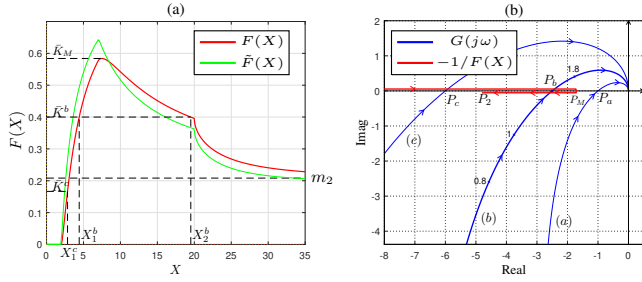 (a)
F(X)
F̃(X)
K̄_M
K̄^b
K̄^c
m_2
F(X)
0.6
0.5
0.4
0.3
0.2
0.1
0
X_1^c
X_1^b
X_2^b
0 5 10 15 20 25 30 35
X
(b)
G(jω)
−1/F(X)
2
1
0
-1
-2
-3
-4
Imag
1.8
1
0.8
P_c
P_2
P_b
P_M
P_a
0
(c)
(b)
(a)
-8 -7 -6 -5 -4 -3 -2 -1 0
Real